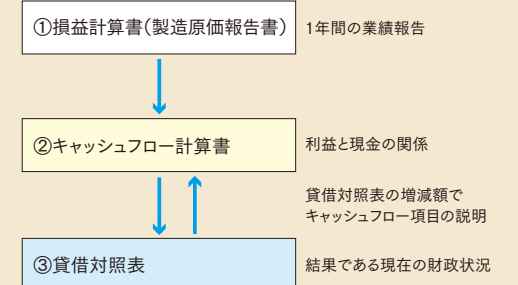 ①損益計算書(製造原価報告書)
1年間の業績報告
②キャッシュフロー計算書
利益と現金の関係
貸借対照表の増減額で
キャッシュフロー項目の説明
③貸借対照表
結果である現在の財政状況